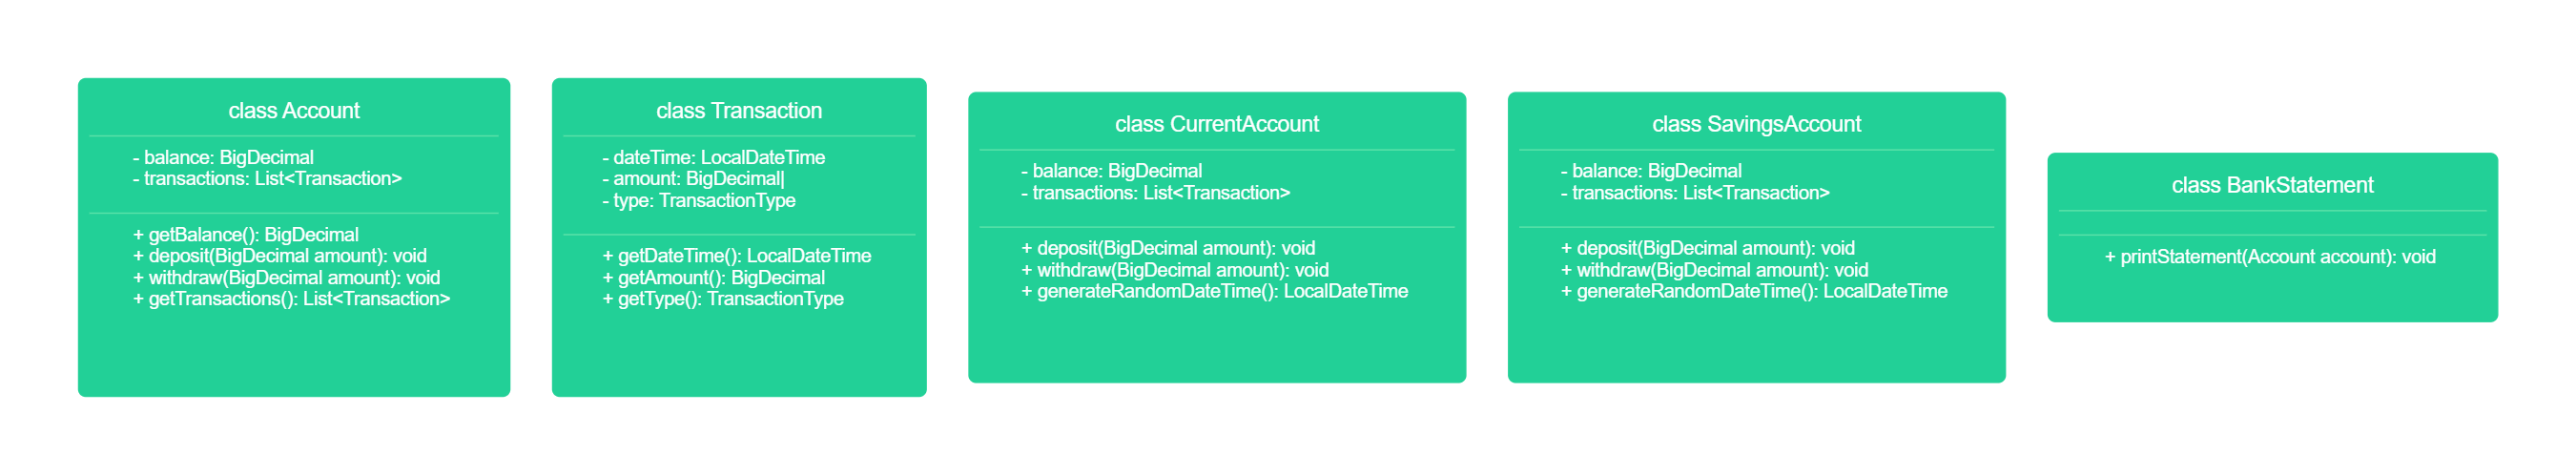 class Account
- balance: BigDecimal
- transactions: List<Transaction>
+ getBalance(): BigDecimal
+ deposit(BigDecimal amount): void
+ withdraw(BigDecimal amount): void
+ getTransactions(): List<Transaction>
class Transaction
- dateTime: LocalDateTime
- amount: BigDecimal|
- type: TransactionType
+ getDateTime(): LocalDateTime
+ getAmount(): BigDecimal
+ getType(): TransactionType
class CurrentAccount
- balance: BigDecimal
- transactions: List<Transaction>
+ deposit(BigDecimal amount): void
+ withdraw(BigDecimal amount): void
+ generateRandomDateTime(): LocalDateTime
class SavingsAccount
- balance: BigDecimal
- transactions: List<Transaction>
+ deposit(BigDecimal amount): void
+ withdraw(BigDecimal amount): void
+ generateRandomDateTime(): LocalDateTime
class BankStatement
+ printStatement(Account account): void